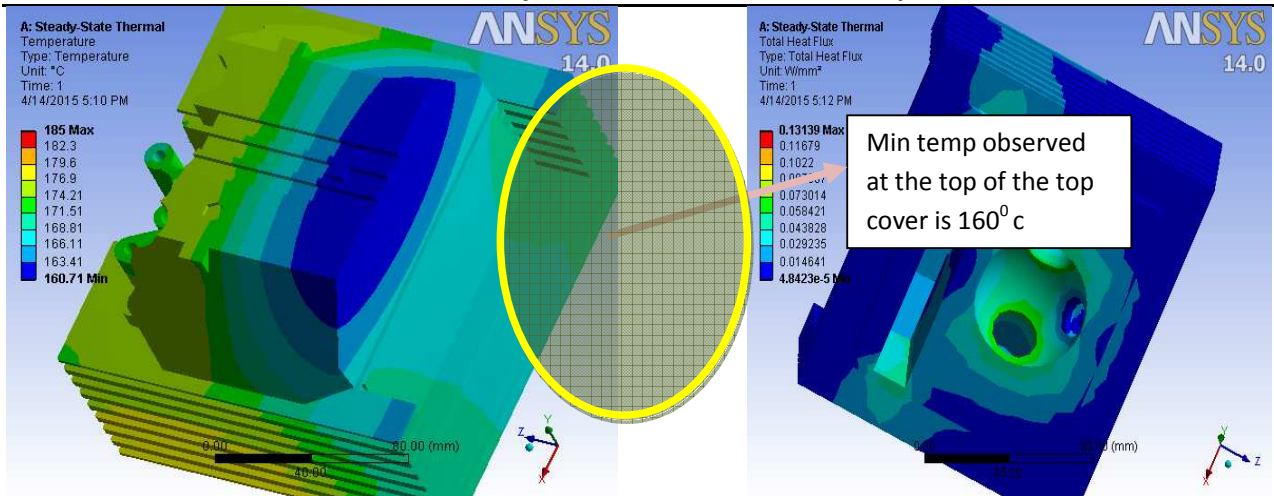 A: Steady-State Thermal
Temperature
Type: Temperature
Unit: °C
Time: 1
4/14/2015 5:10 PM
185 Max
182.3
179.6
176.9
174.21
171.51
168.81
166.11
163.41
160.71 Min
ANSYS
14.0
0.00
80.00 (mm)
40.00
Z
Y
X
A: Steady-State Thermal
Total Heat Flux
Type: Total Heat Flux
Unit: W/mm²
Time: 1
4/14/2015 5:12 PM
0.13139 Max
0.11679
0.1022
0.073014
0.058421
0.043828
0.029235
0.014641
4.8423e-5 Min
ANSYS
14.0
Min temp observed
at the top of the top
cover is 160⁰ c
(mm)
Y
Z
X